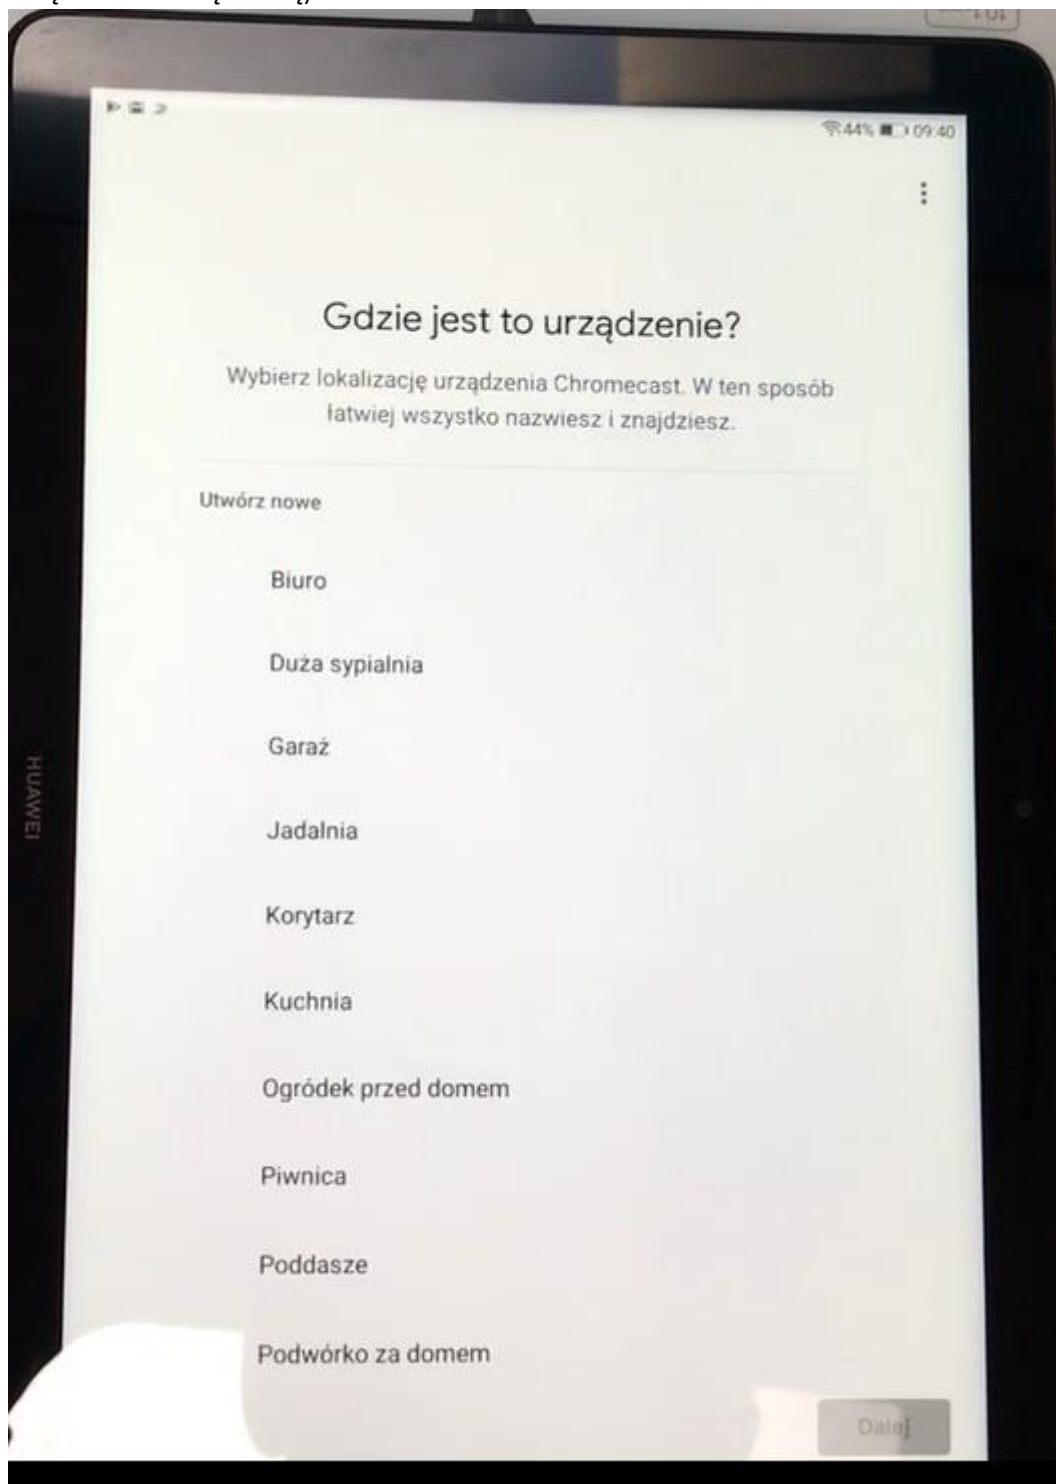 44% 09:40
Gdzie jest to urządzenie?
Wybierz lokalizację urządzenia Chromecast. W ten sposób
łatwiej wszystko nazwiesz i znajdziesz.
Utwórz nowe
Biuro
Duża sypialnia
Garaż
Jadalnia
Korytarz
Kuchnia
Ogródek przed domem
Piwnica
Poddasze
Podwórko za domem
Dalej
HUAWEI